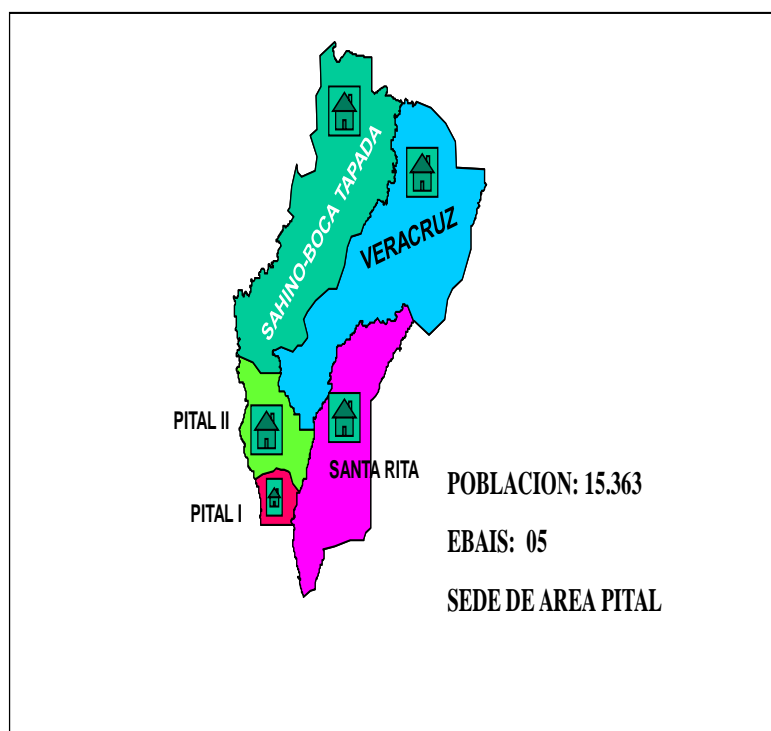 SAHINO-BOCA TAPADA
VERACRUZ
PITAL II
SANTA RITA
PITAL I
POBLACION: 15.363
EBAIS: 05
SEDE DE AREA PITAL